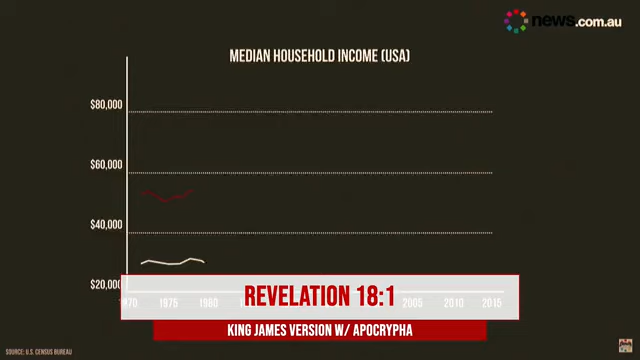 news.com.au
MEDIAN HOUSEHOLD INCOME (USA)
$80,000
$60,000
$40,000
$20,000
1975
1980
2005
2010
2015
REVELATION 18:1
KING JAMES VERSION W/ APOCRYPHA
SOURCE: U.S. CENSUS BUREAU